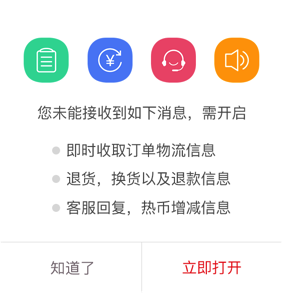 ¥
您未能接收到如下消息，需开启
即时收取订单物流信息
退货，换货以及退款信息
客服回复，热币增减信息
知道了
立即打开